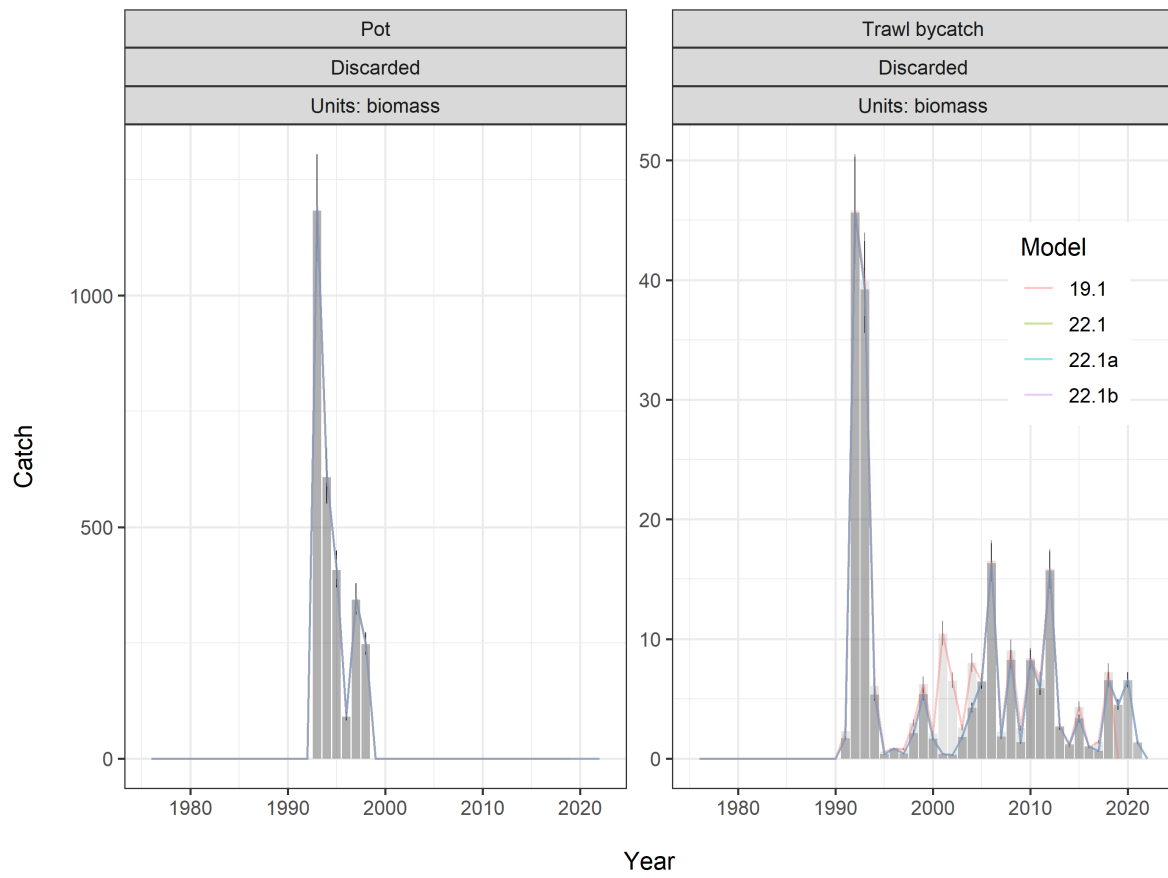 Pot
Discarded
Units: biomass
Trawl bycatch
Discarded
Units: biomass
Catch
1000
500
0
1980 1990 2000 2010 2020
50
40
30
20
10
0
1980 1990 2000 2010 2020
Model
19.1
22.1
22.1a
22.1b
Year